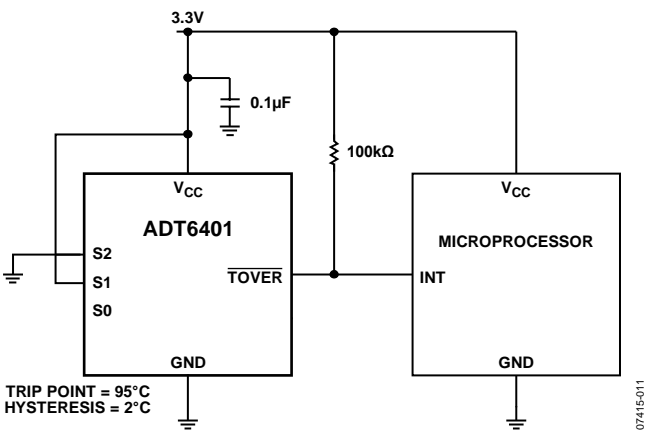 3.3V
0.1µF
100kΩ
VCC
ADT6401
S2
S1
S0
TOVER
GND
VCC
MICROPROCESSOR
INT
GND
TRIP POINT = 95°C
HYSTERESIS = 2°C
07415-011